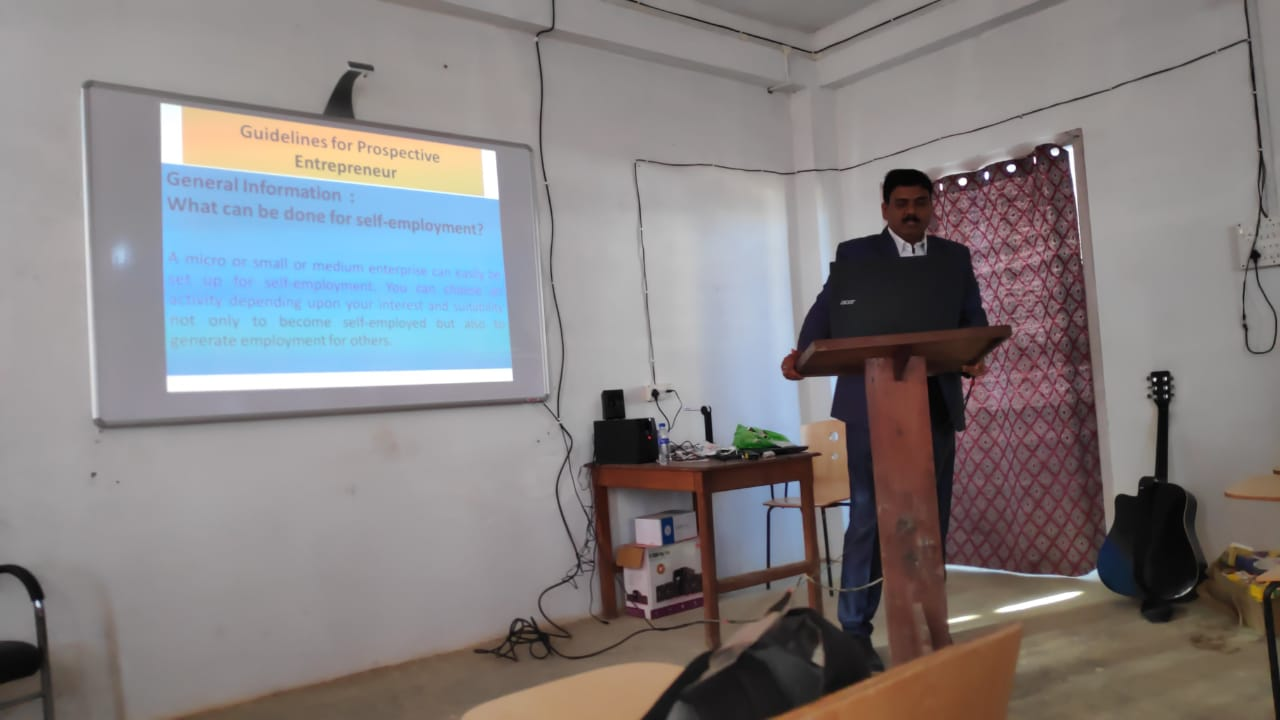 Guidelines for Prospective
Entrepreneur
General Information :
What can be done for self-employment?
A micro or small or medium enterprise can easily be
set up for self-employment. You can choose an
activity depending upon your interest and suitability
not only to become self-employed but also to
generate employment for others.
acer